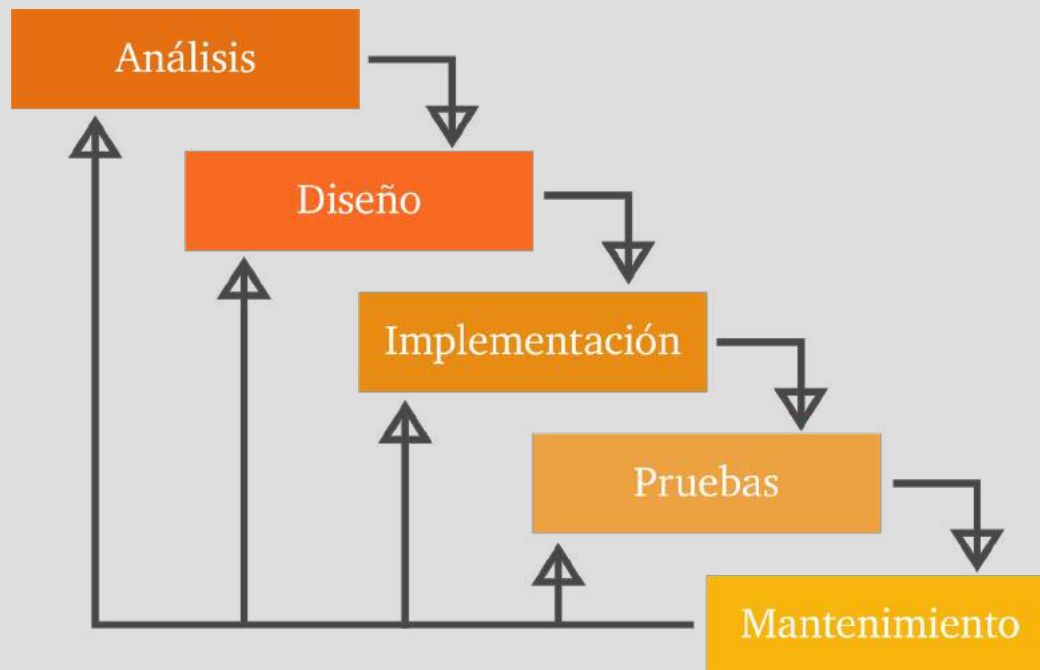 Análisis
Diseño
Implementación
Pruebas
Mantenimiento